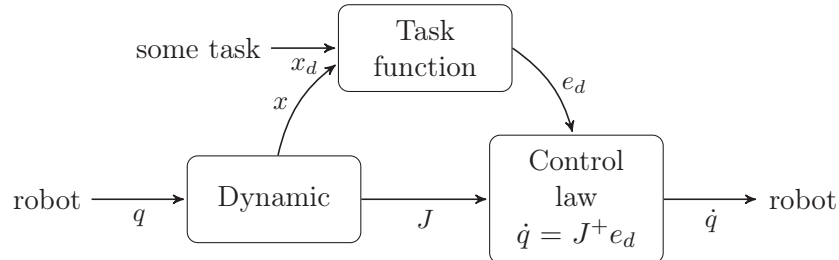 Task
function
some task
x_d
x
e_d
robot
q
Dynamic
J
Control
law
q̇ = J⁺e_d
q̇
robot